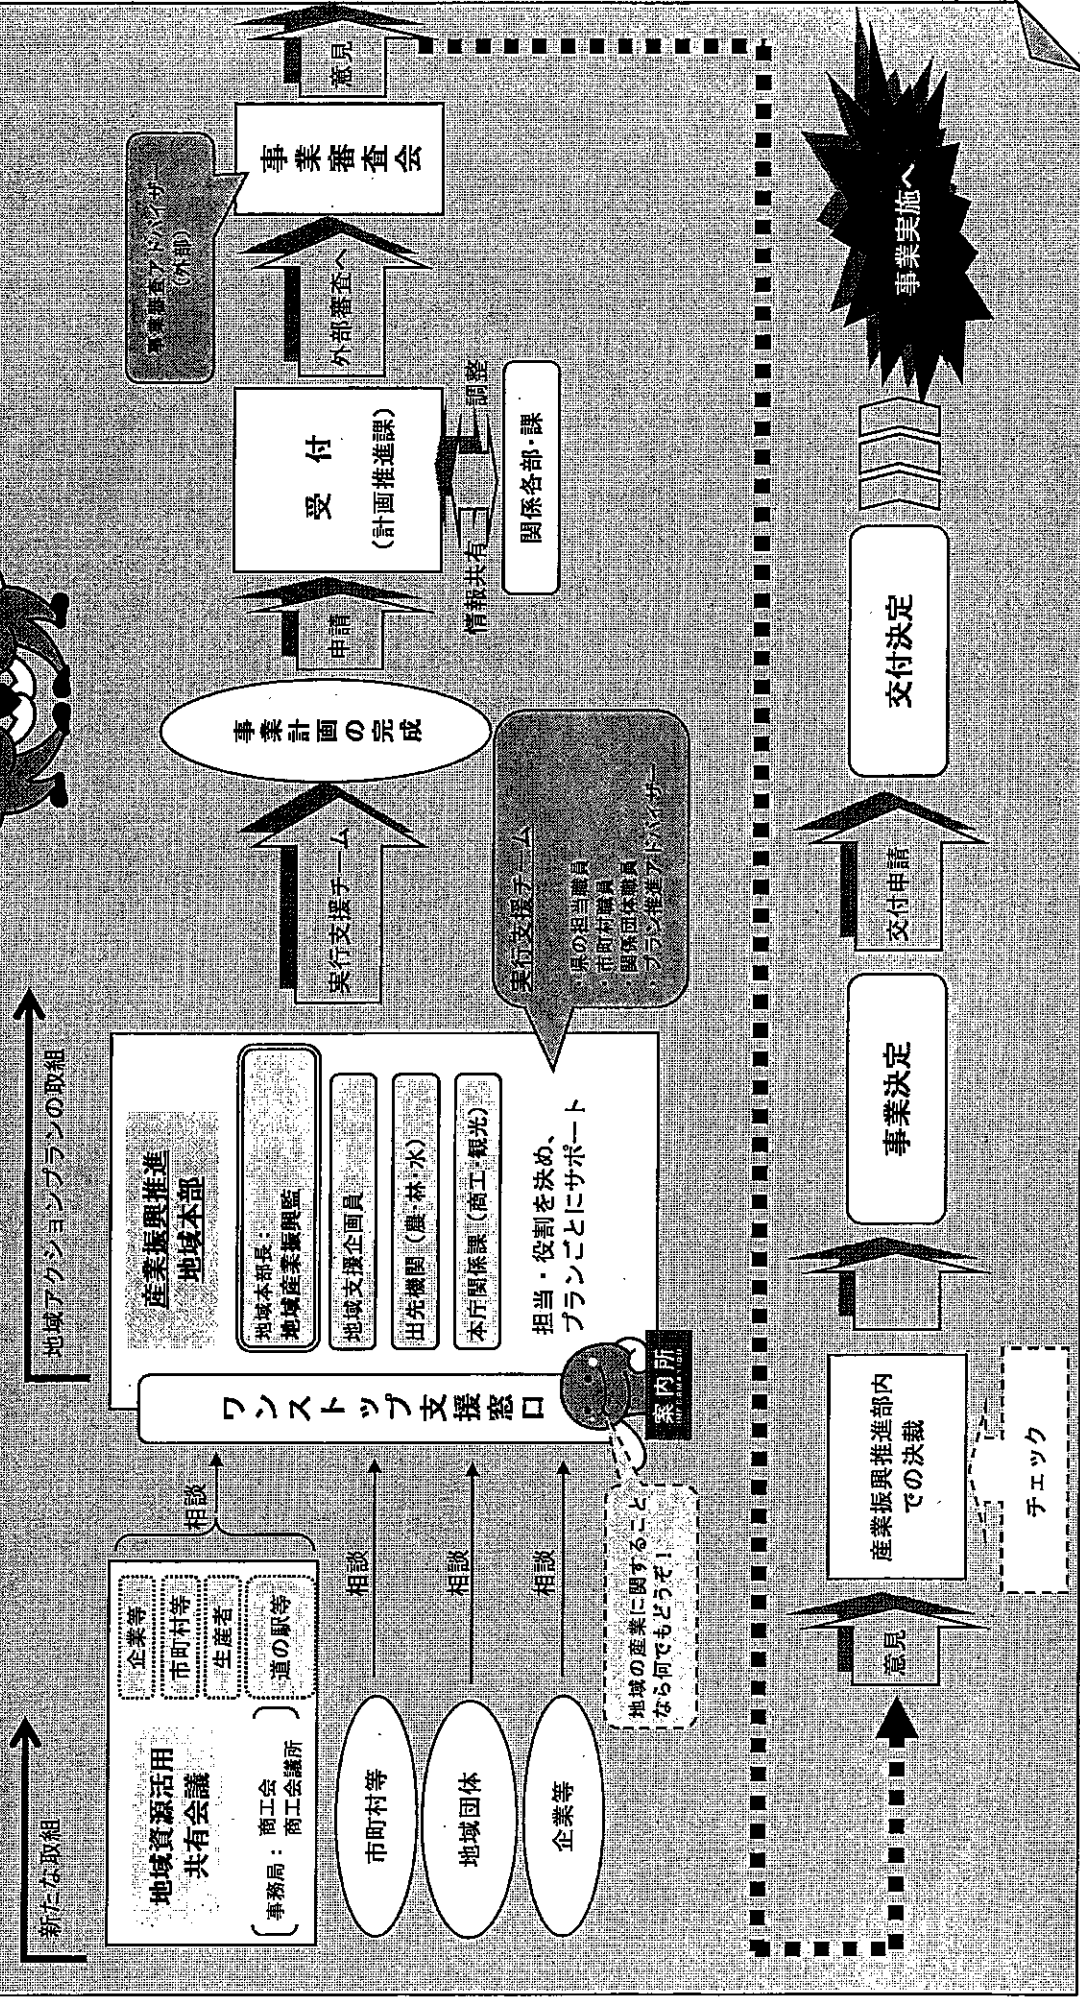 新たな取組
地域アクションプランの取組
地域資源活用
共有会議
事務局：商工会
商工会議所
企業等
市町村等
生産者
道の駅等
相談
市町村等
相談
地域団体
相談
企業等
相談
地域の産業に関すること
なら何でもどうぞ！
ワンストップ支援窓口
案内所
産業振興推進
地域本部
地域本部長：
地域産業振興監
地域支援企画員
出先機関（農・林・水）
本庁関係課（商工・観光）
担当・役割を決め、
プランごとにサポート
実行支援チーム
実行支援チーム
・県の担当職員
・市町村職員
・関係団体職員
・プラン推進アドバイザー
事業計画の完成
申請
受付
（計画推進課）
情報共有
調整
関係各部・課
外部審査へ
事業審査アドバイザー
（外部）
事業審査会
意見
意見
産業振興推進部内
での決裁
チェック
事業決定
交付申請
交付決定
事業実施へ